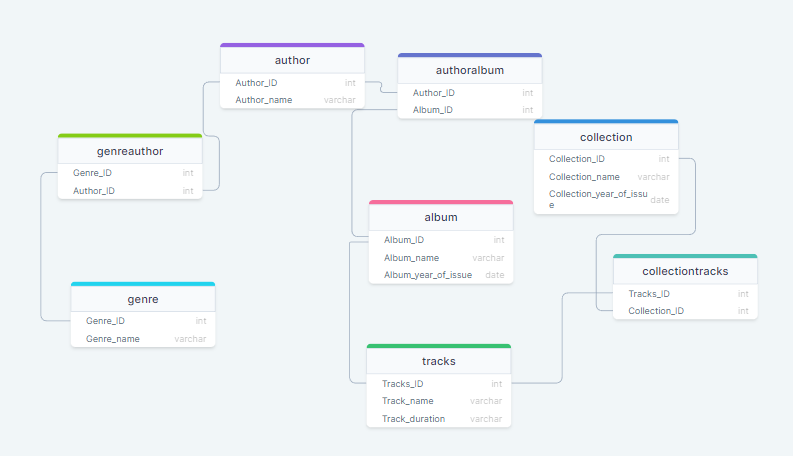 author
Author_ID int
Author_name varchar
authoralbum
Author_ID int
Album_ID int
collection
Collection_ID int
Collection_name varchar
Collection_year_of_issu
e date
genreauthor
Genre_ID int
Author_ID int
album
Album_ID int
Album_name varchar
Album_year_of_issue date
collectiontracks
Tracks_ID int
Collection_ID int
genre
Genre_ID int
Genre_name varchar
tracks
Tracks_ID int
Track_name varchar
Track_duration varchar